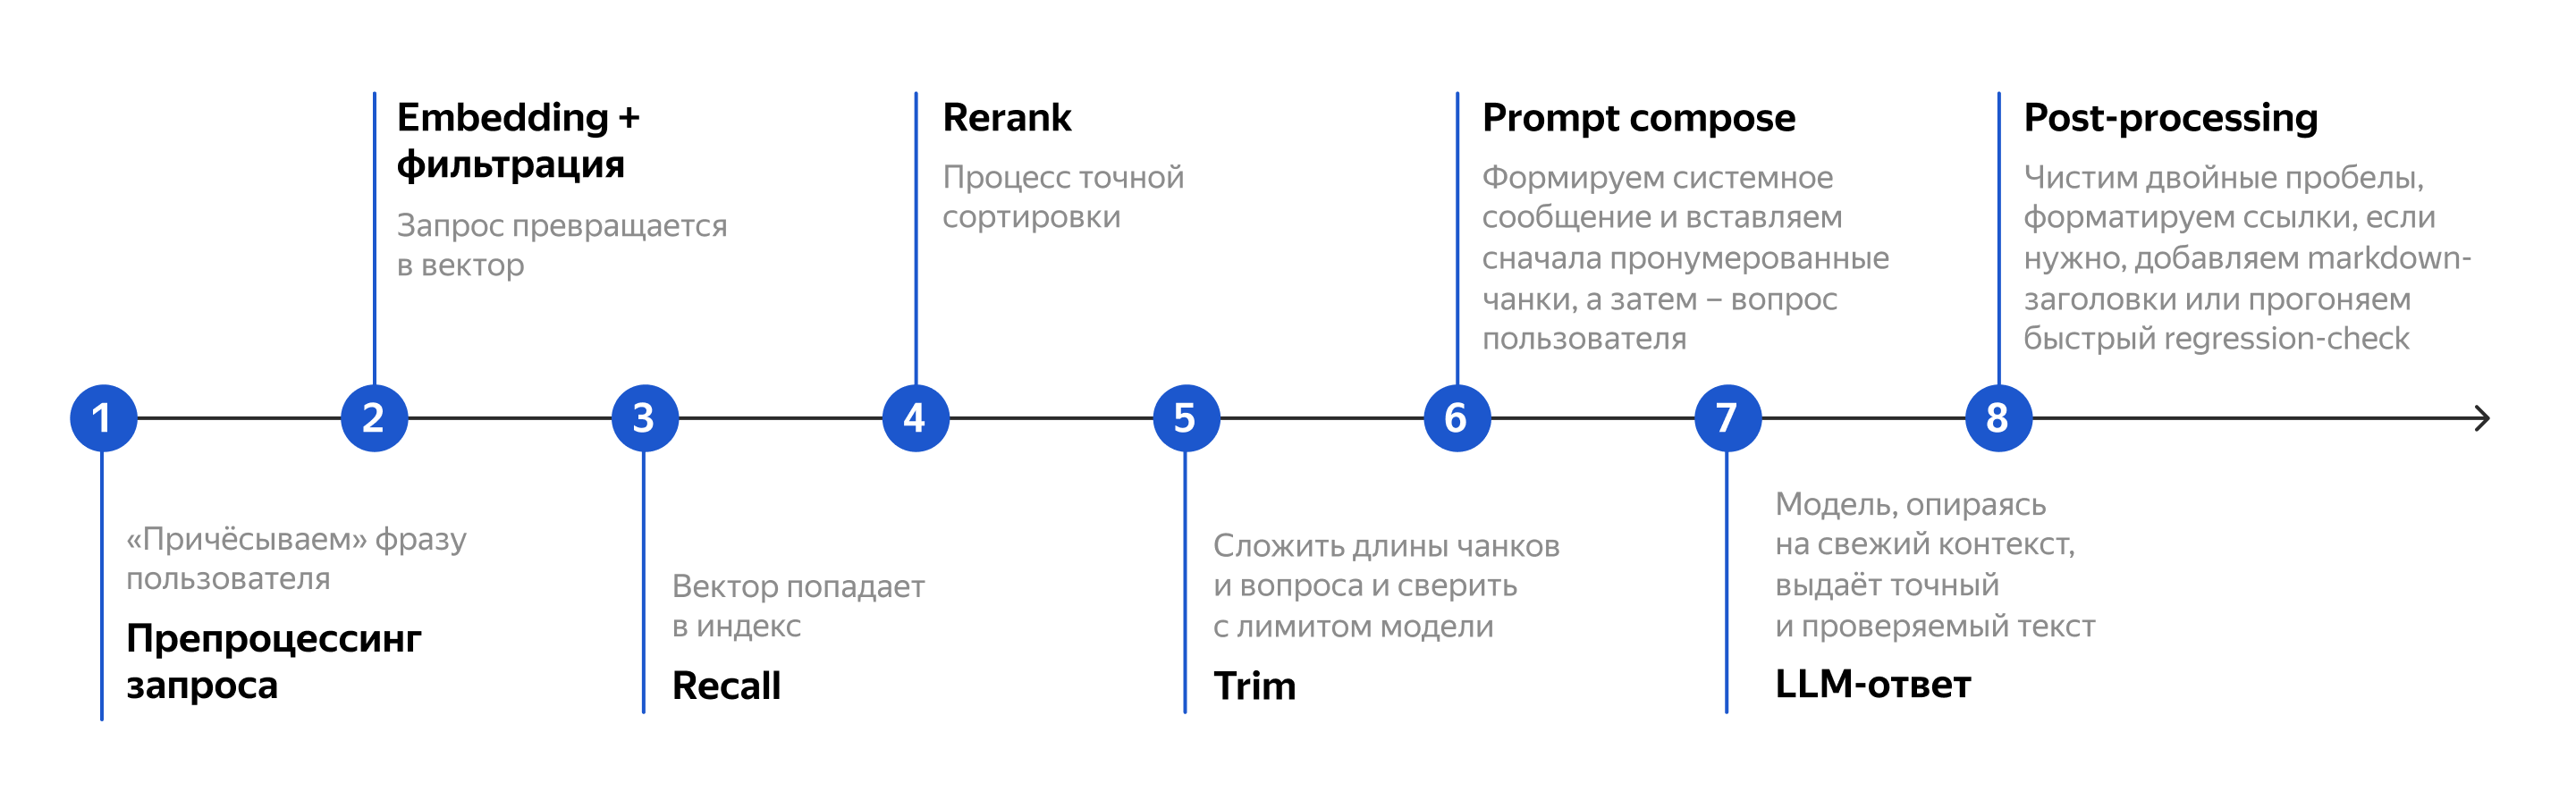 1
«Причёсываем» фразу
пользователя
Препроцессинг
запроса
2
Embedding +
фильтрация
Запрос превращается
в вектор
3
Вектор попадает
в индекс
Recall
4
Rerank
Процесс точной
сортировки
5
Сложить длины чанков
и вопроса и сверить
с лимитом модели
Trim
6
Prompt compose
Формируем системное
сообщение и вставляем
сначала пронумерованные
чанки, а затем – вопрос
пользователя
7
Модель, опираясь
на свежий контекст,
выдаёт точный
и проверяемый текст
LLM-ответ
8
Post-processing
Чистим двойные пробелы,
форматируем ссылки, если
нужно, добавляем markdown-
заголовки или прогоняем
быстрый regression-check